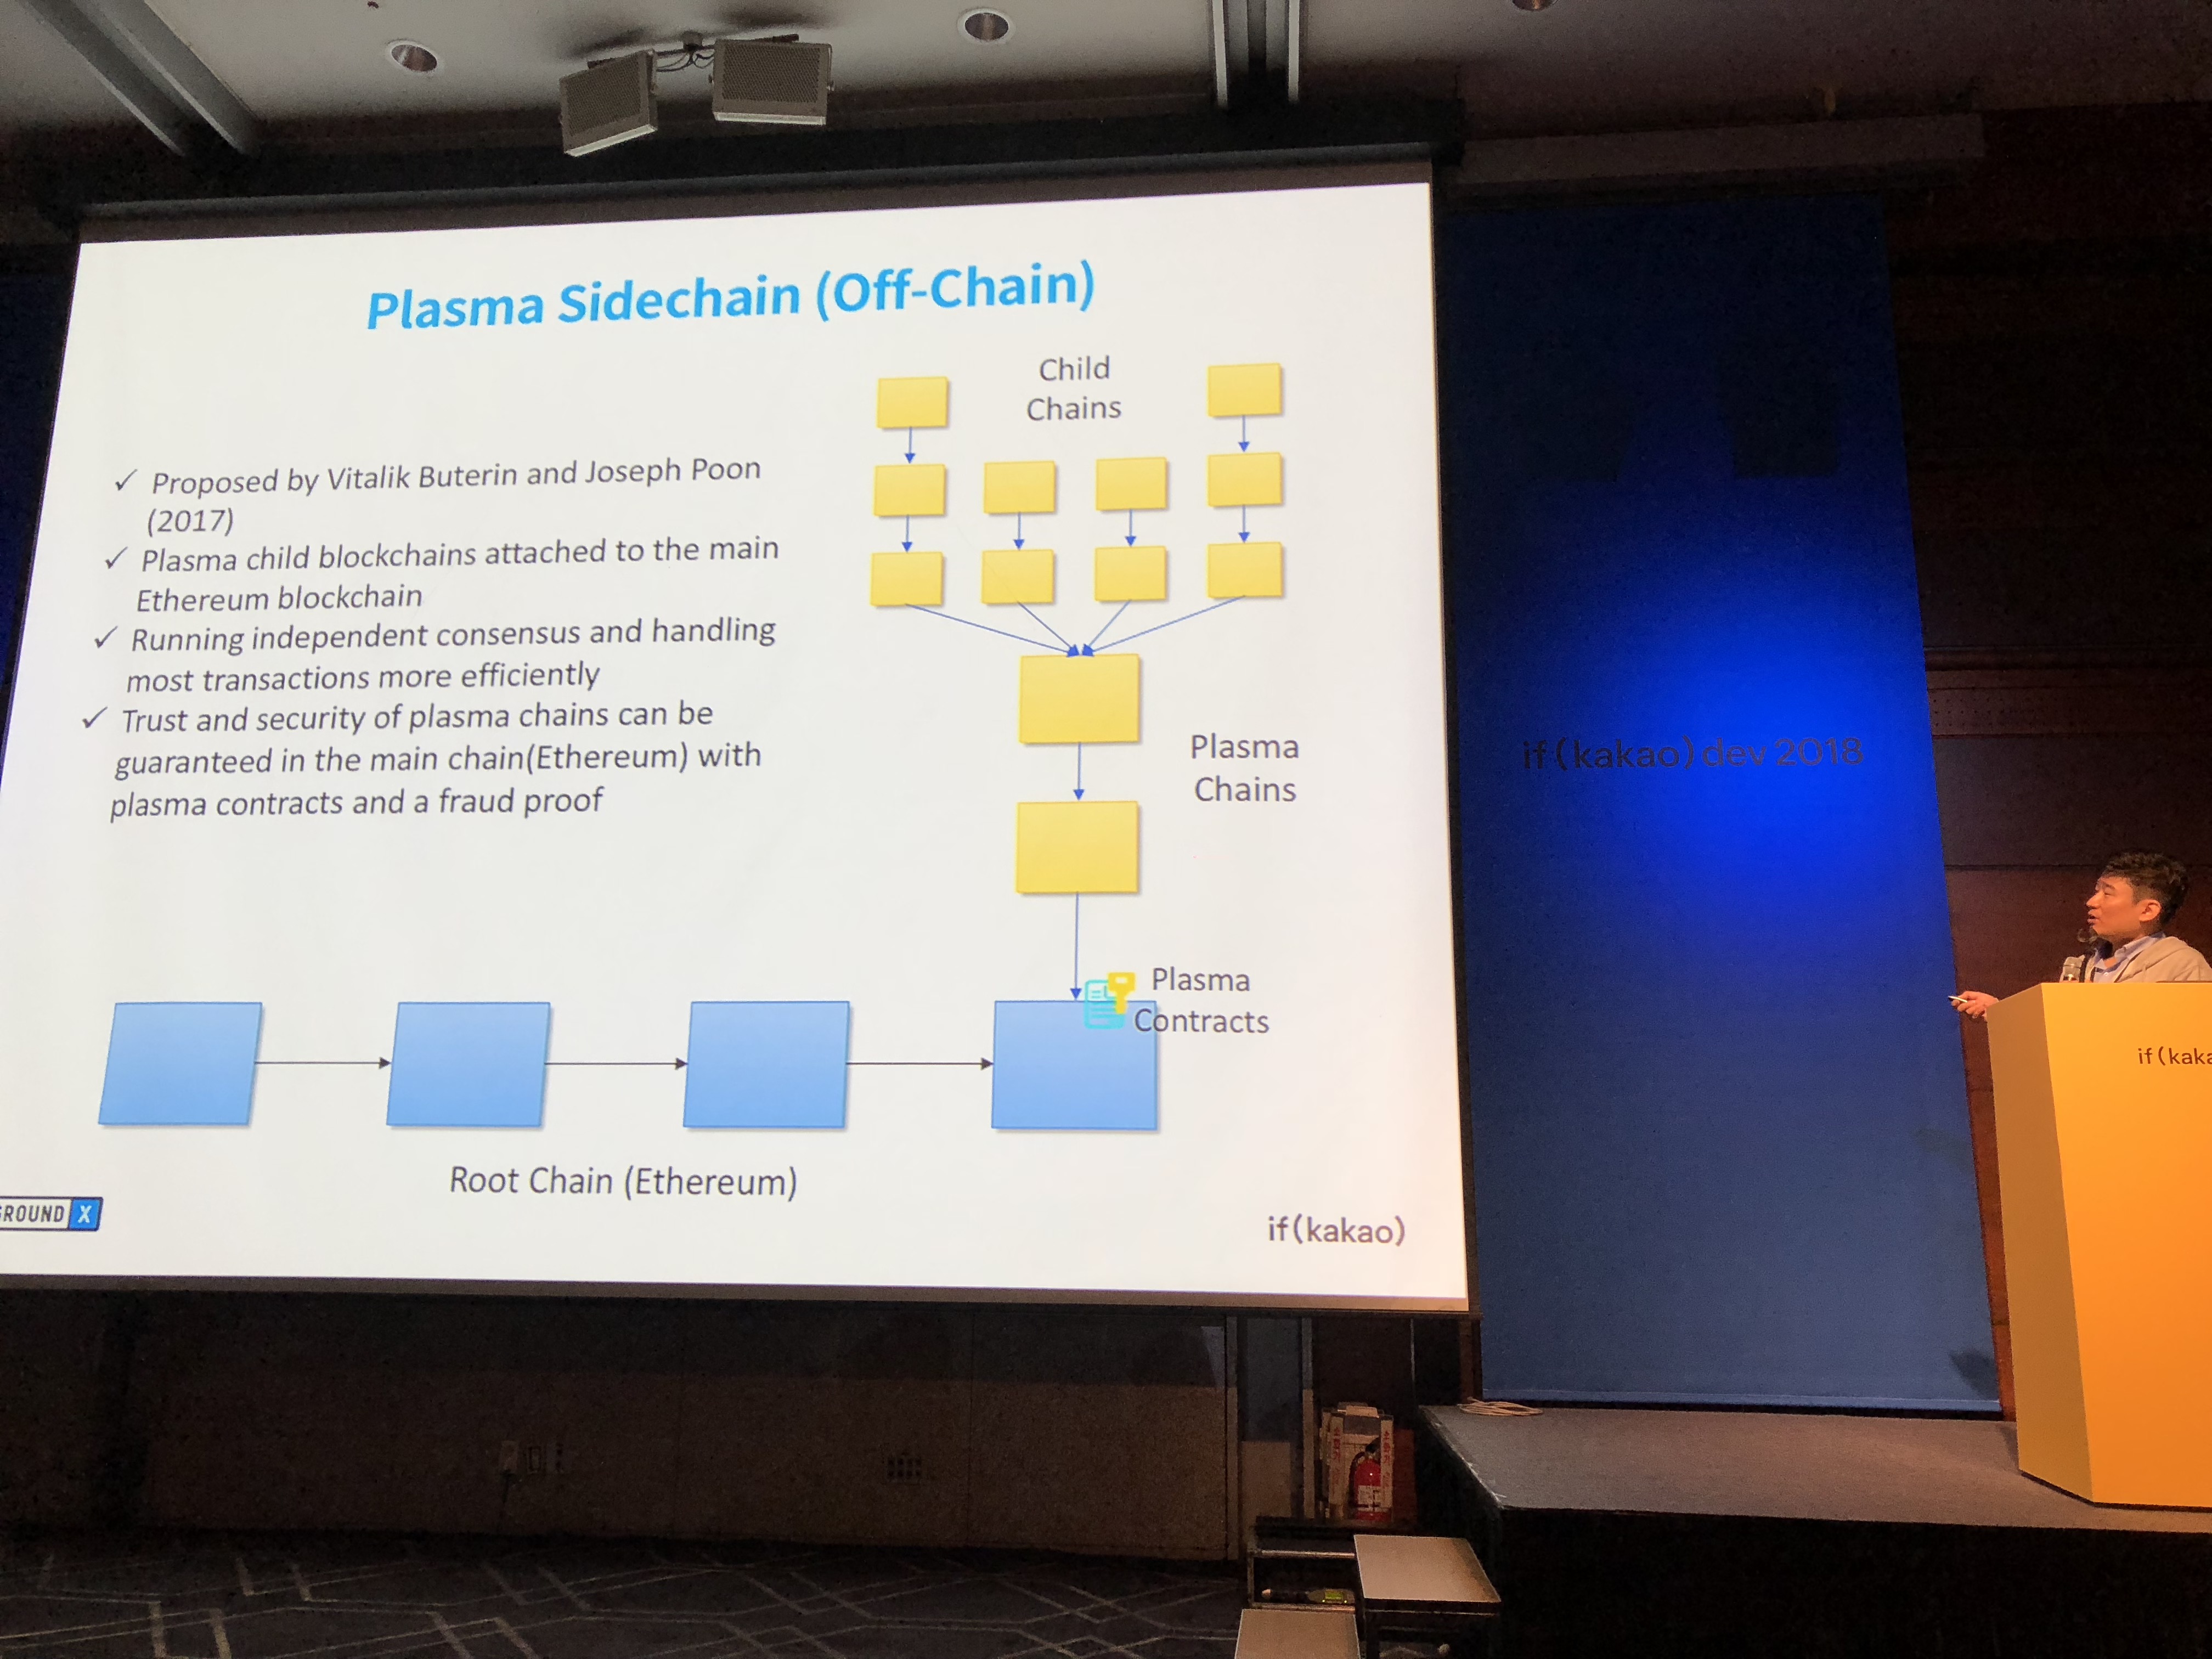 Plasma Sidechain (Off-Chain)
✓ Proposed by Vitalik Buterin and Joseph Poon
(2017)
✓ Plasma child blockchains attached to the main
Ethereum blockchain
✓ Running independent consensus and handling
most transactions more efficiently
✓ Trust and security of plasma chains can be
guaranteed in the main chain(Ethereum) with
plasma contracts and a fraud proof
Child
Chains
Plasma
Chains
Plasma
Contracts
Root Chain (Ethereum)
ROUND X
if(kakao)
if(kakao)dev 2018
if(kaka